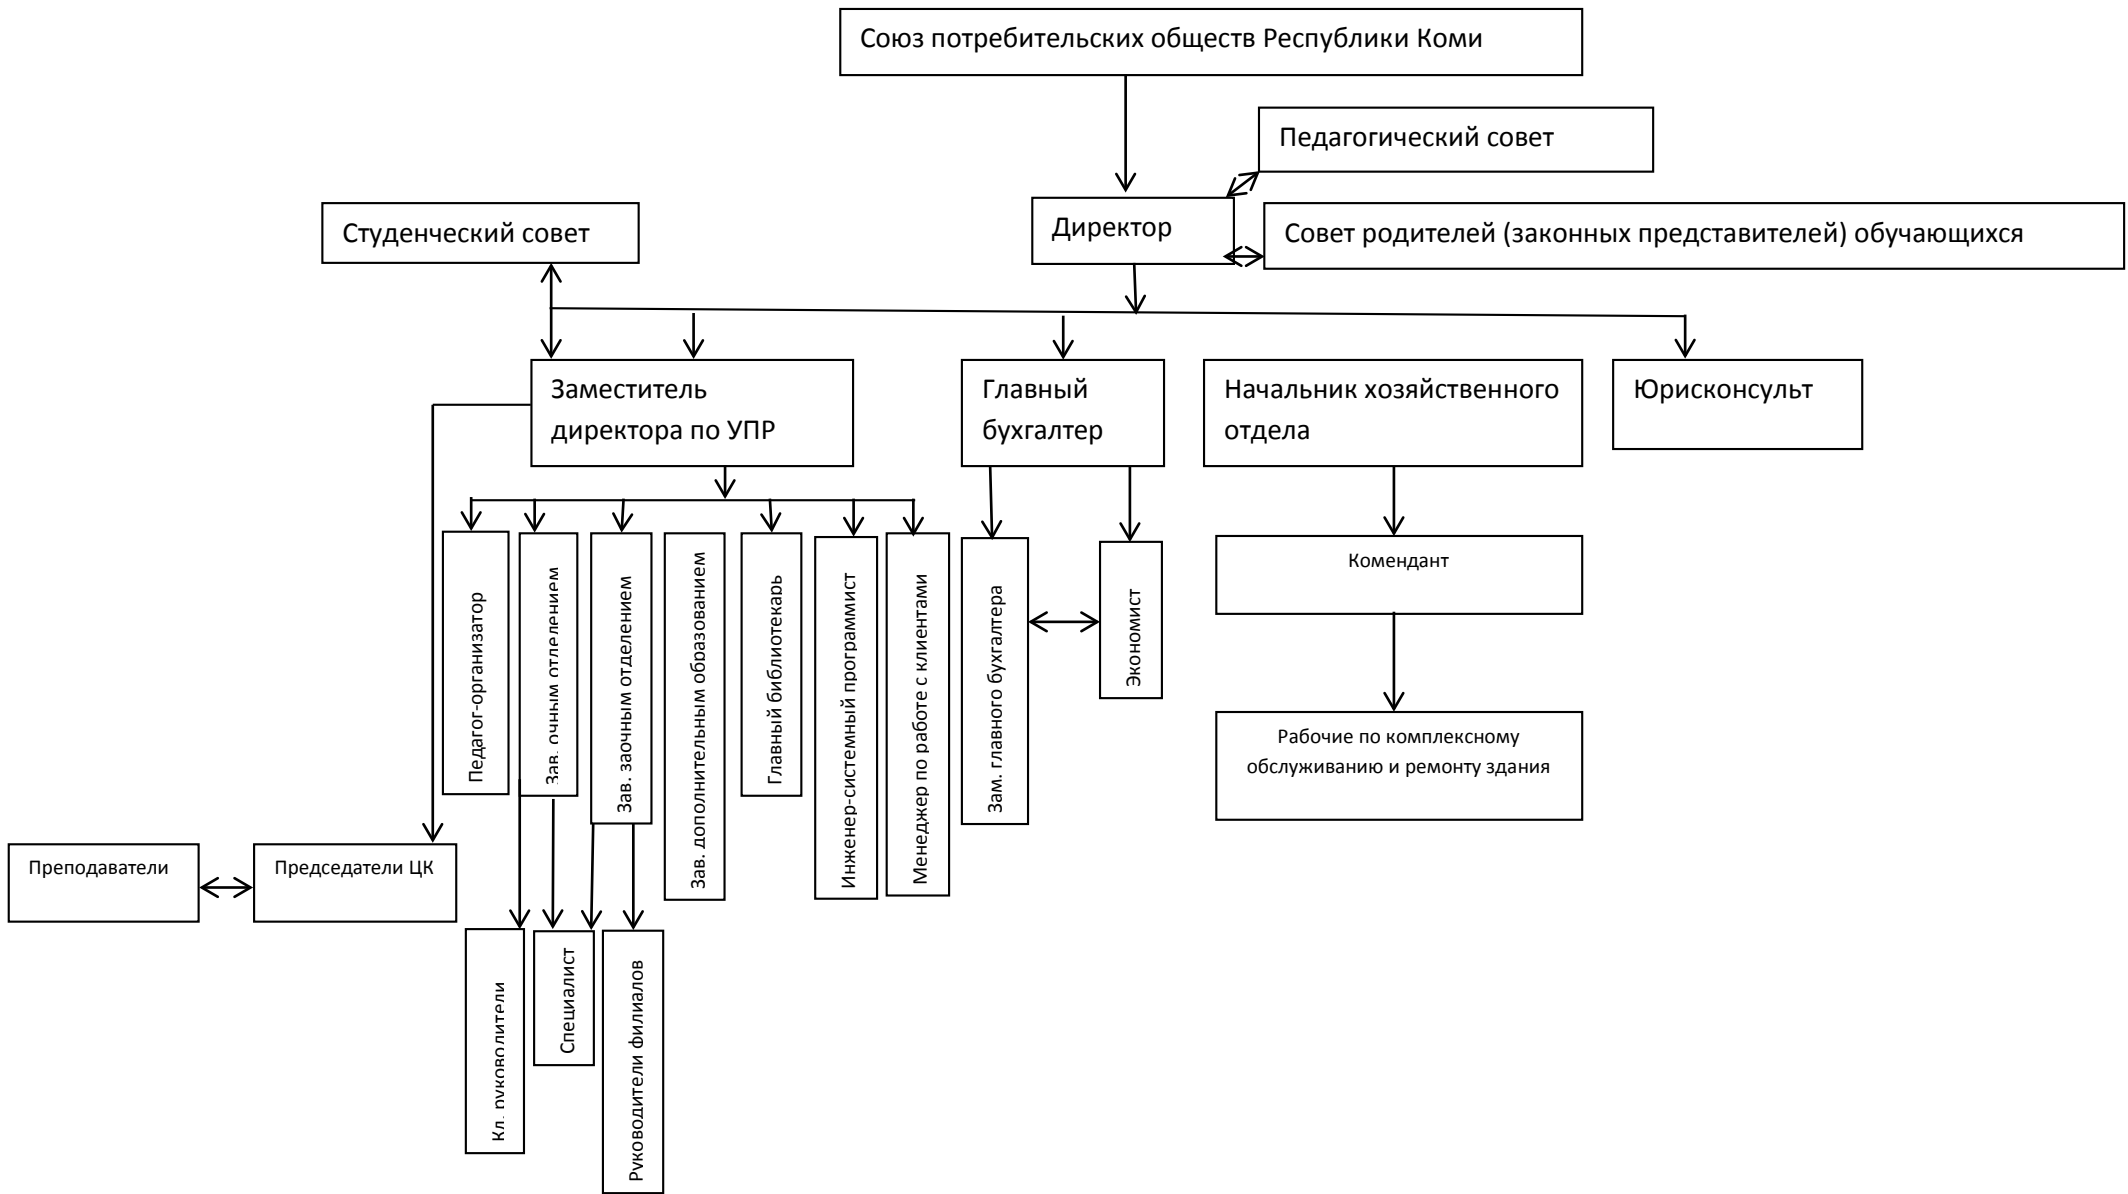 Союз потребительских обществ Республики Коми
Педагогический совет
Студенческий совет
Директор
Совет родителей (законных представителей) обучающихся
Заместитель
директора по УПР
Главный
бухгалтер
Начальник хозяйственного
отдела
Юрисконсульт
Педагог-организатор
Зав. очным отделением
Зав. заочным отделением
Зав. дополнительным образованием
Главный библиотекарь
Инженер-системный программист
Менеджер по работе с клиентами
Зам. главного бухгалтера
Экономист
Комендант
Рабочие по комплексному
обслуживанию и ремонту здания
Преподаватели
Председатели ЦК
Кл. руководители
Специалист
Руководители филиалов